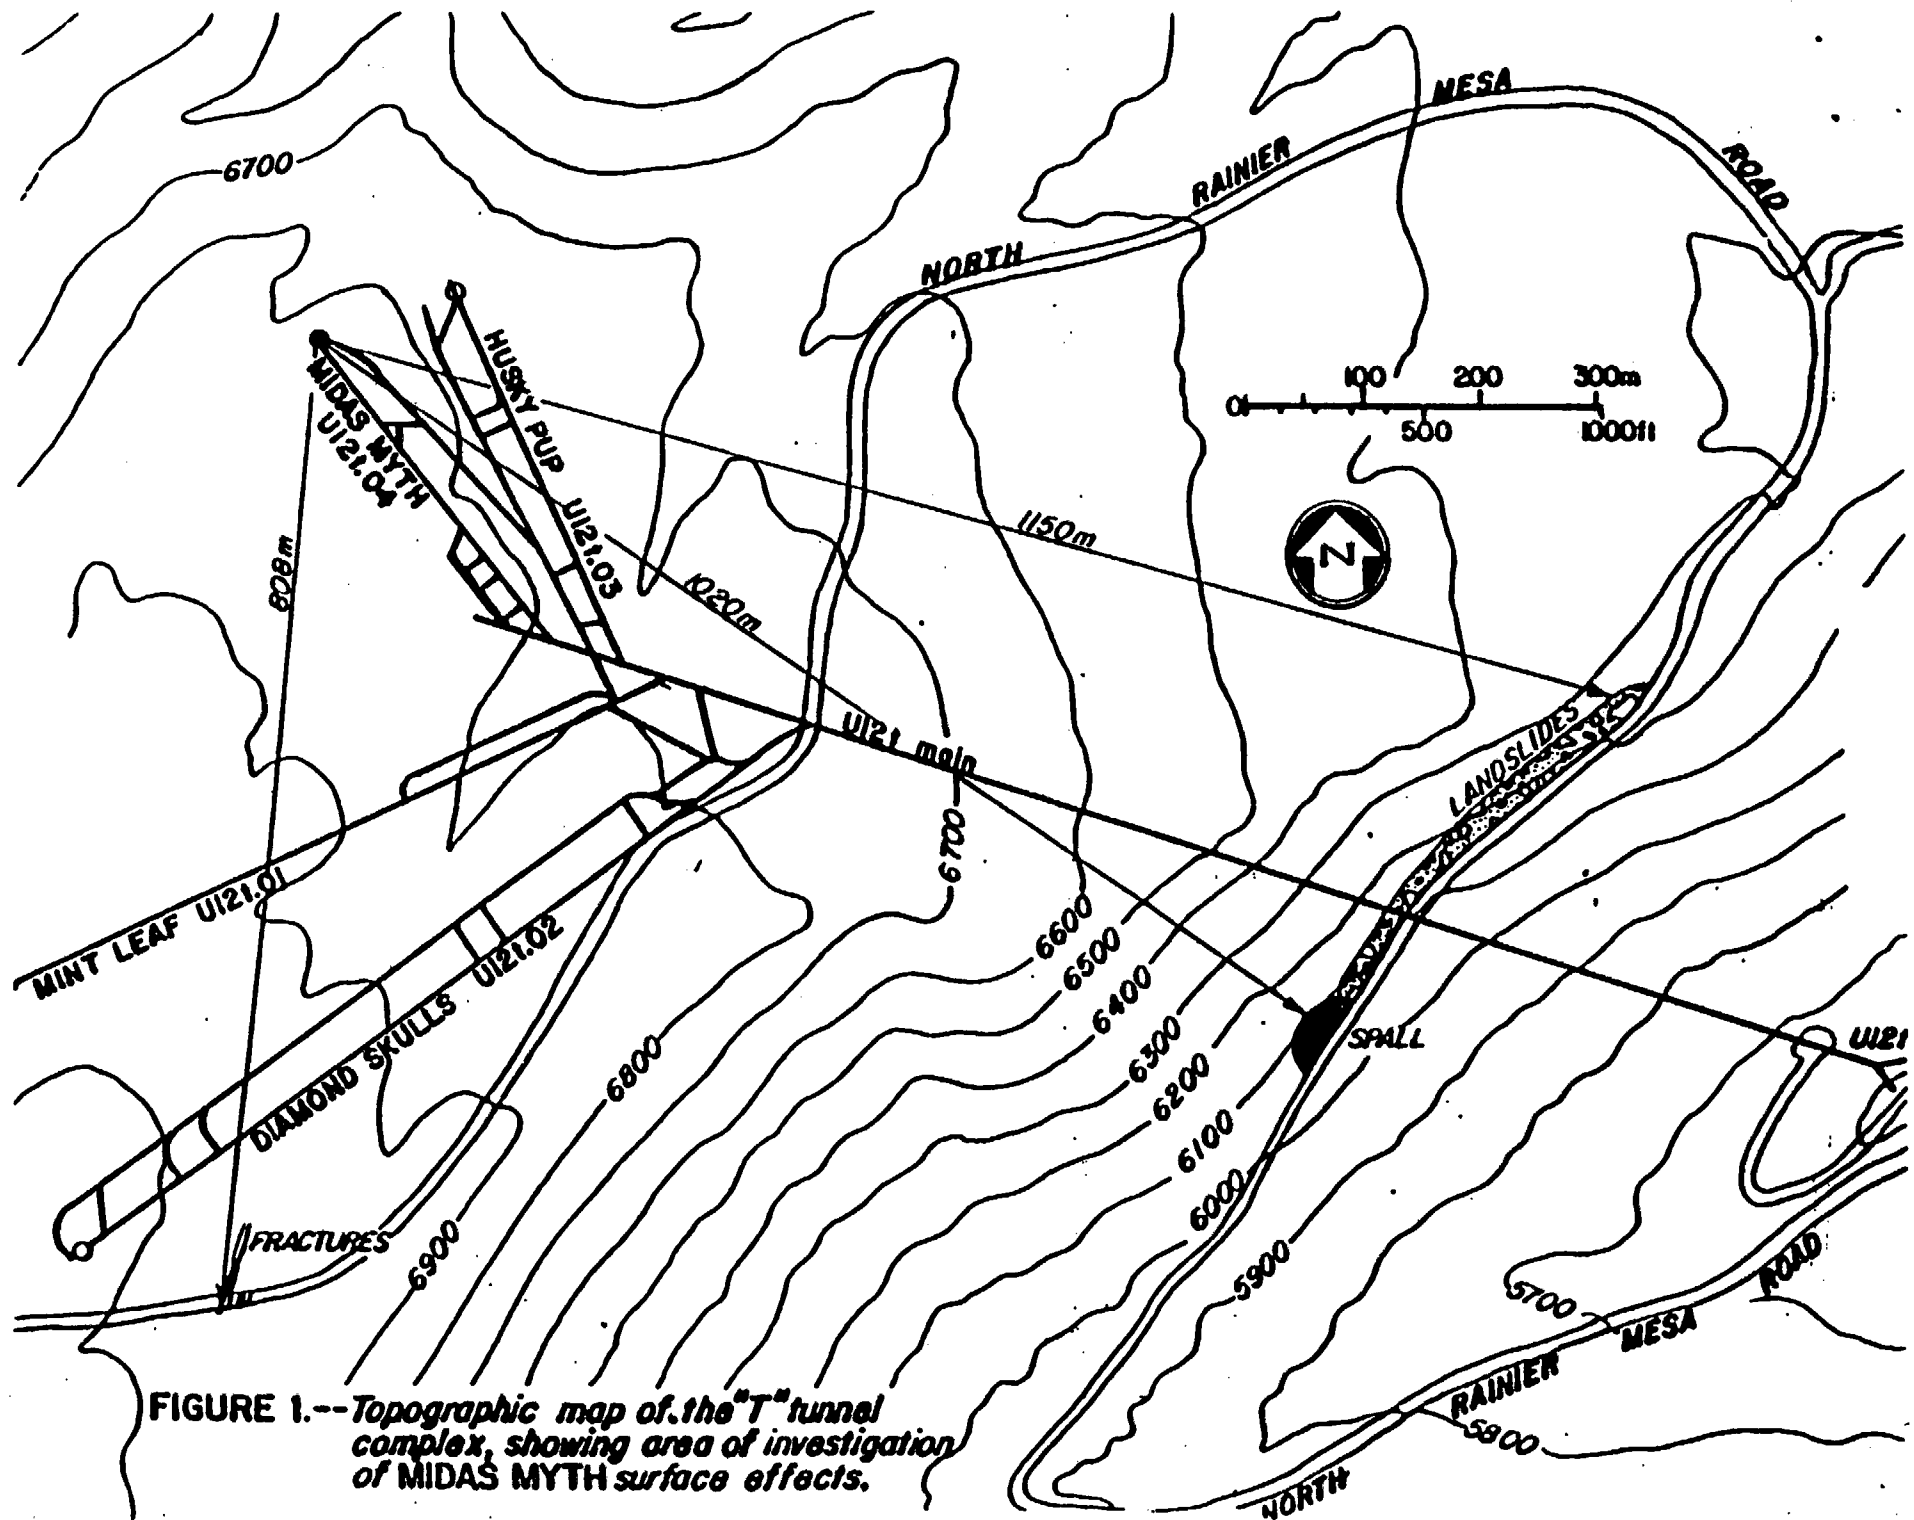 MESA
RAINIER
ROAD
NORTH
6700
HUSKY PUP U12t.03
MIDAS MYTH
U12t.04
100 200 300m
0
500 1000ft
N
1150m
808m
1020m
U12t main
LANDSLIDES
6700
MINT LEAF U12t.01
DIAMOND SKULLS U12t.02
6600
6500
6400
6300
6200
6100
6000
5900
6800
6900
SPALL
U12t
FRACTURES
5700
ROAD
MESA
RAINIER
5800
NORTH
FIGURE 1.--Topographic map of the "T" tunnel
complex, showing area of investigation
of MIDAS MYTH surface effects.